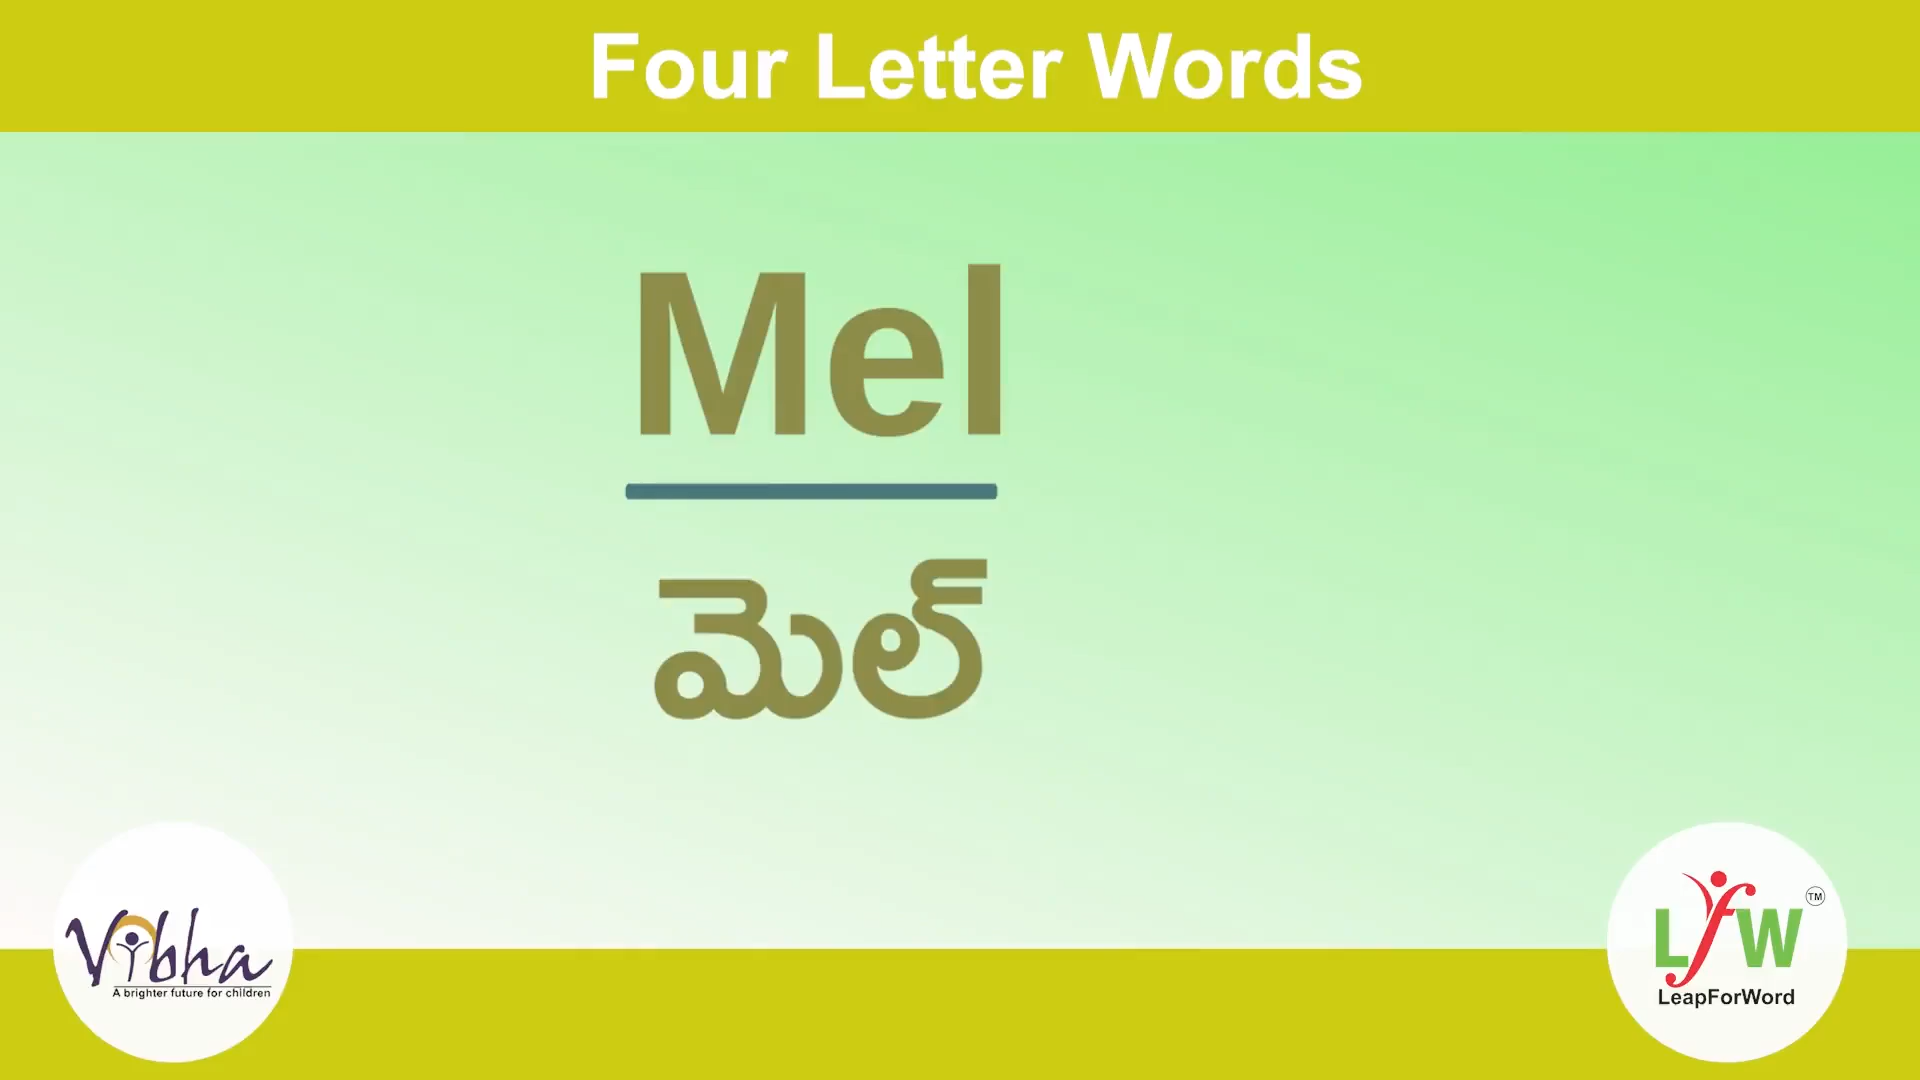 Four Letter Words
Mel
మెల్
Vibha
A brighter future for children
LfW TM
LeapForWord